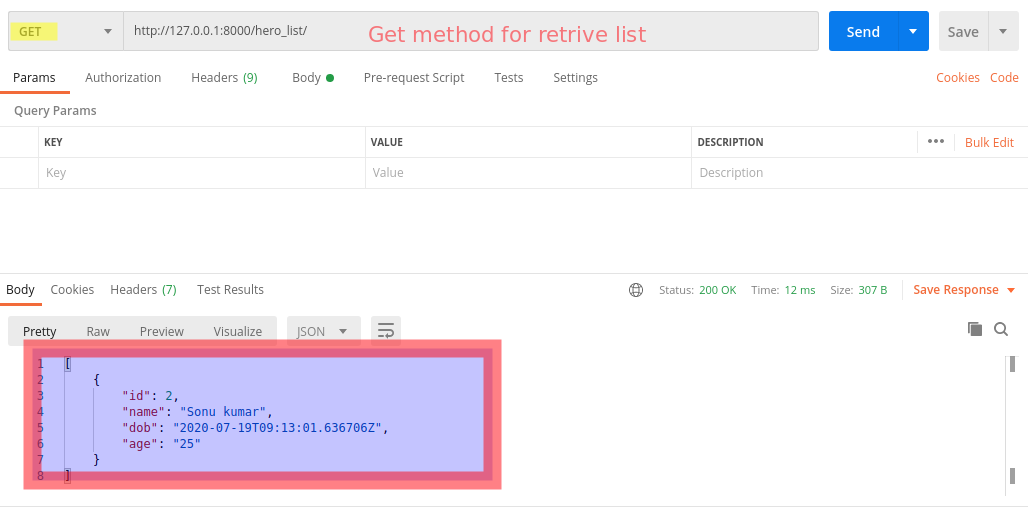 GET http://127.0.0.1:8000/hero_list/ Get method for retrive list Send Save
Params Authorization Headers (9) Body Pre-request Script Tests Settings Cookies Code
Query Params
KEY VALUE DESCRIPTION ••• Bulk Edit
Key Value Description
Body Cookies Headers (7) Test Results Status: 200 OK Time: 12 ms Size: 307 B Save Response
Pretty Raw Preview Visualize JSON
1 [
2 {
3 "id": 2,
4 "name": "Sonu kumar",
5 "dob": "2020-07-19T09:13:01.636706Z",
6 "age": "25"
7 }
8 ]